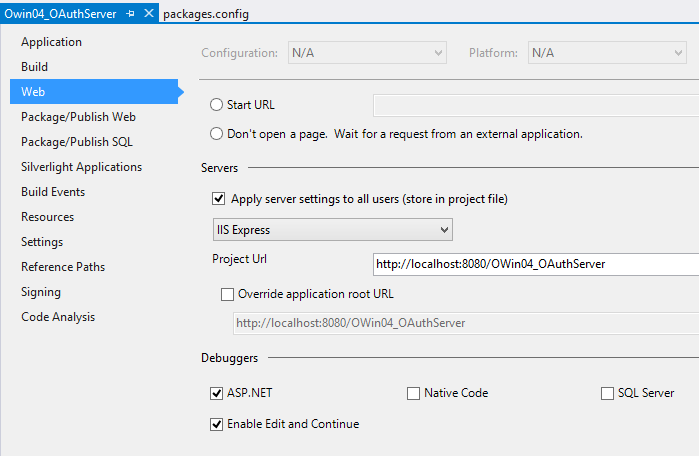 Owin04_OAuthServer packages.config
Application
Configuration: N/A Platform: N/A
Build
Web
Start URL
Package/Publish Web
Don't open a page. Wait for a request from an external application.
Package/Publish SQL
Silverlight Applications
Servers
Build Events
Apply server settings to all users (store in project file)
Resources
IIS Express
Settings
Project Url http://localhost:8080/OWin04_OAuthServer
Reference Paths
Signing
Override application root URL
Code Analysis
http://localhost:8080/OWin04_OAuthServer
Debuggers
ASP.NET Native Code SQL Server
Enable Edit and Continue